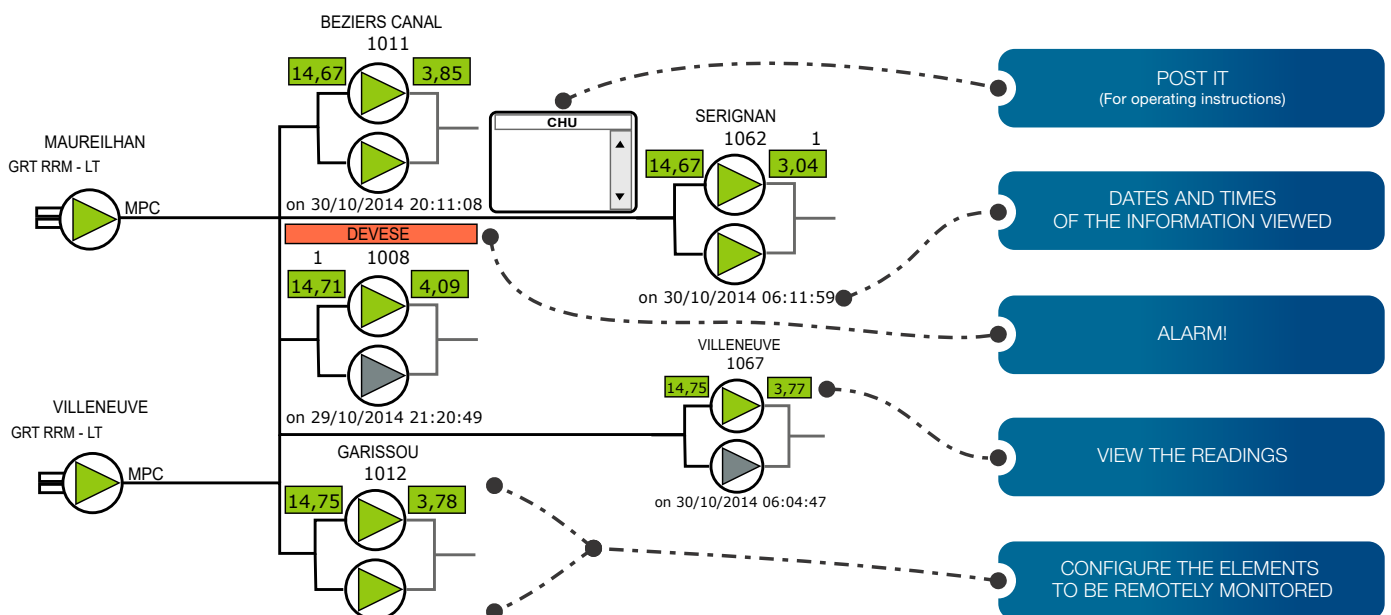 BEZIERS CANAL
1011
14,67
3,85
on 30/10/2014 20:11:08
MAUREILHAN
GRT RRM - LT
MPC
CHU
SERIGNAN
1062
1
14,67
3,04
on 30/10/2014 06:11:59
DEVESE
1
1008
14,71
4,09
on 29/10/2014 21:20:49
VILLENEUVE
1067
14,75
3,77
on 30/10/2014 06:04:47
VILLENEUVE
GRT RRM - LT
MPC
GARISSOU
1012
14,75
3,78
POST IT
(For operating instructions)
DATES AND TIMES
OF THE INFORMATION VIEWED
ALARM!
VIEW THE READINGS
CONFIGURE THE ELEMENTS
TO BE REMOTELY MONITORED